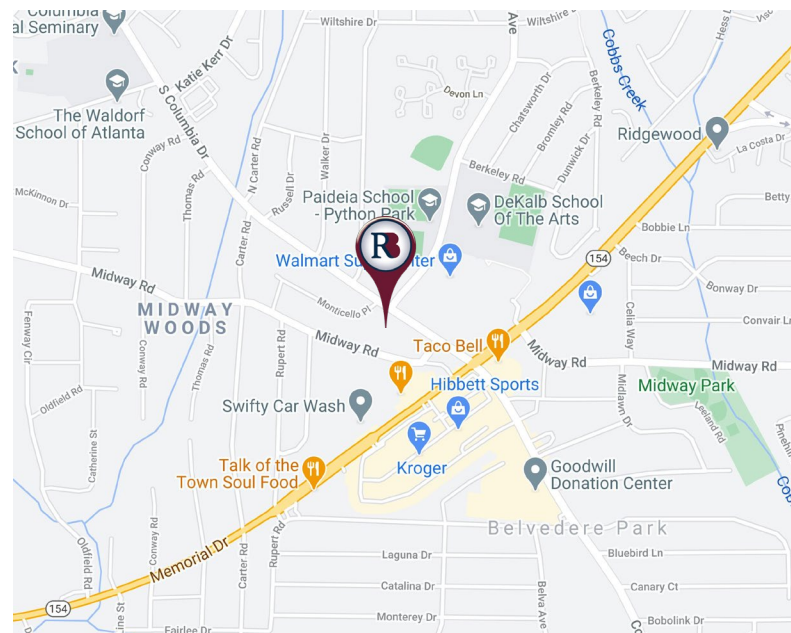 Columbia
al Seminary
Wiltshire Dr
Ave
Wiltshire Dr
Hess L
Katie Kerr Dr
S Columbia Dr
The Waldorf
School of Atlanta
Devon Ln
Chatsworth Dr
Bromley Rd
Berkeley Rd
Cobbs Creek
Ridgewood
La Costa Dr
Conway Rd
N Carter Rd
Walker Dr
Dunwick Dr
Berkeley Rd
McKinnon Dr
Thomas Rd
Russell Dr
Paideia School
- Python Park
DeKalb School
Of The Arts
Betty
Bobbie Ln
RB
Carter Rd
Walmart Su
ter
154
Beech Dr
Midway Rd
Bonway Dr
MIDWAY
WOODS
Monticello Pl
Celia Way
Convair Ln
Fenway Cir
Conway Rd
Thomas Rd
Rupert Rd
Midway Rd
Taco Bell
Midway Rd
Midway Rd
Hibbett Sports
Midway Park
Oldfield Rd
Swifty Car Wash
Midlawn Dr
Leeland Rd
Catherine St
Kroger
Talk of the
Town Soul Food
Goodwill
Donation Center
Belvedere Park
Oldfield Rd
Conway Rd
Memorial Dr
Carter Rd
Rupert Rd
Laguna Dr
Bluebird Ln
Catalina Dr
Belva Ave
Canary Ct
154
Monterey Dr
Bobolink Dr
Fairlee Dr